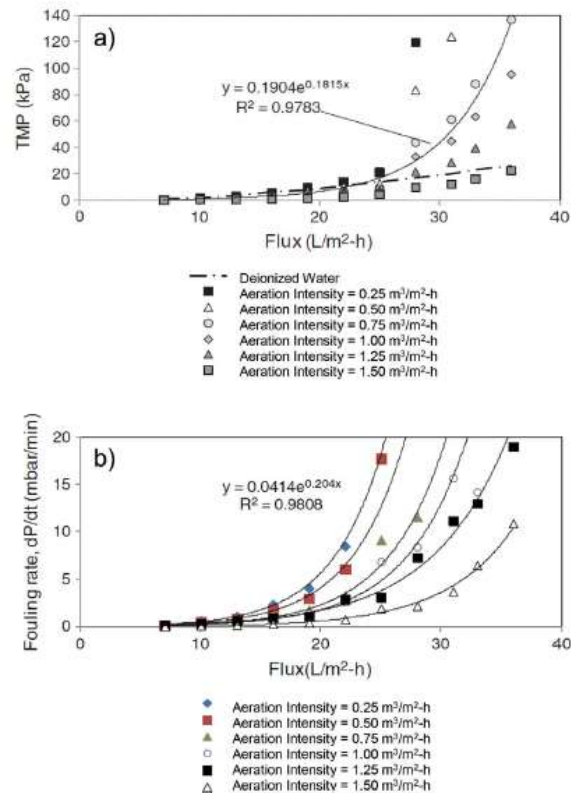 a)
140
120
100
80
60
40
20
0
TMP (kPa)
y = 0.1904e^0.1815x
R² = 0.9783
0 10 20 30 40
Flux (L/m²-h)
Deionized Water
Aeration Intensity = 0.25 m³/m²-h
Aeration Intensity = 0.50 m³/m²-h
Aeration Intensity = 0.75 m³/m²-h
Aeration Intensity = 1.00 m³/m²-h
Aeration Intensity = 1.25 m³/m²-h
Aeration Intensity = 1.50 m³/m²-h
b)
20
15
10
5
0
Fouling rate, dP/dt (mbar/min)
y = 0.0414e^0.204x
R² = 0.9808
0 10 20 30 40
Flux(L/m²-h)
Aeration Intensity = 0.25 m³/m²-h
Aeration Intensity = 0.50 m³/m²-h
Aeration Intensity = 0.75 m³/m²-h
Aeration Intensity = 1.00 m³/m²-h
Aeration Intensity = 1.25 m³/m²-h
Aeration Intensity = 1.50 m³/m²-h